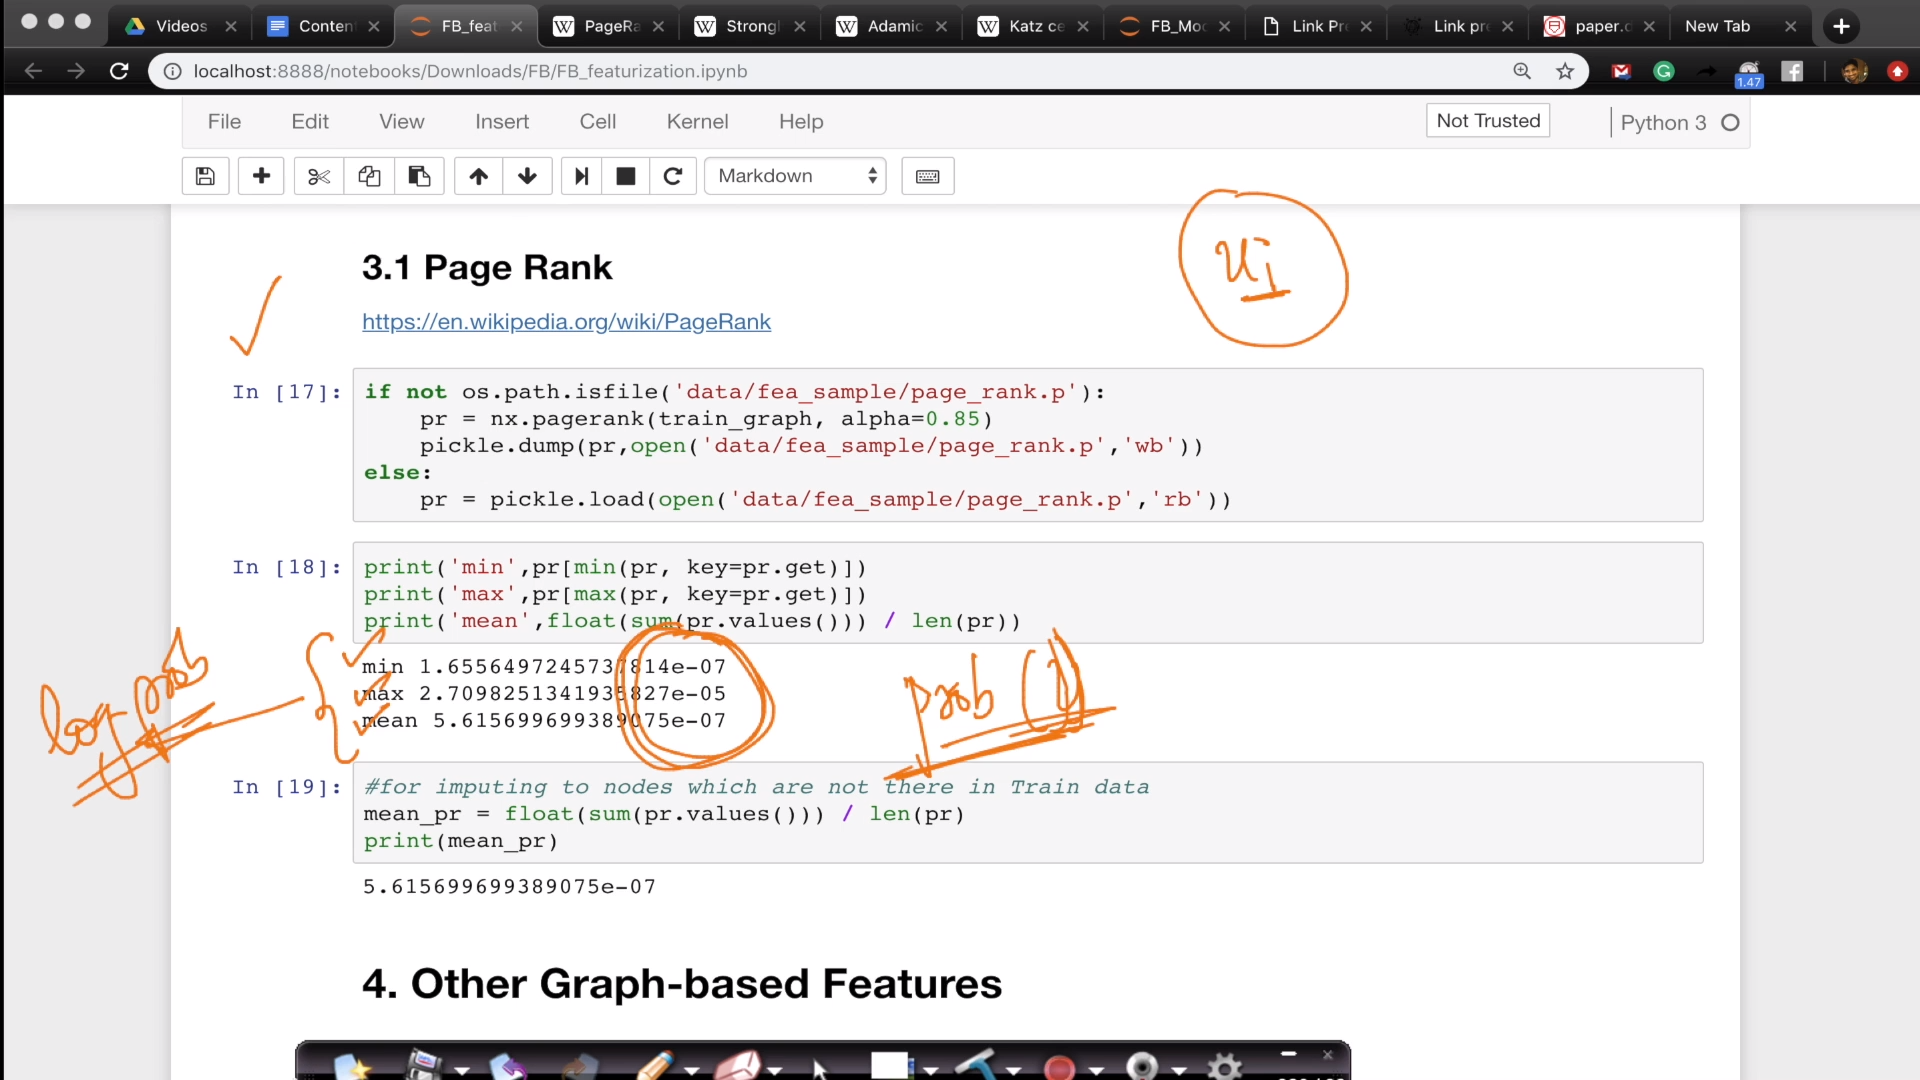 Videos
Conten
FB_feat
PageRa
Strongl
Adamic
Katz ce
FB_Mo
Link Pr
Link pr
paper.
New Tab
localhost:8888/notebooks/Downloads/FB/FB_featurization.ipynb
1.47
File Edit View Insert Cell Kernel Help
Not Trusted
Python 3
Markdown
3.1 Page Rank
ui
https://en.wikipedia.org/wiki/PageRank
In [17]:
if not os.path.isfile('data/fea_sample/page_rank.p'):
pr = nx.pagerank(train_graph, alpha=0.85)
pickle.dump(pr,open('data/fea_sample/page_rank.p','wb'))
else:
pr = pickle.load(open('data/fea_sample/page_rank.p','rb'))
In [18]:
print('min',pr[min(pr, key=pr.get)])
print('max',pr[max(pr, key=pr.get)])
print('mean',float(sum(pr.values())) / len(pr))
min 1.6556497245737814e-07
max 2.7098251341935827e-05
mean 5.615699699389075e-07
log prob
prob
In [19]:
#for imputing to nodes which are not there in Train data
mean_pr = float(sum(pr.values())) / len(pr)
print(mean_pr)
5.615699699389075e-07
4. Other Graph-based Features